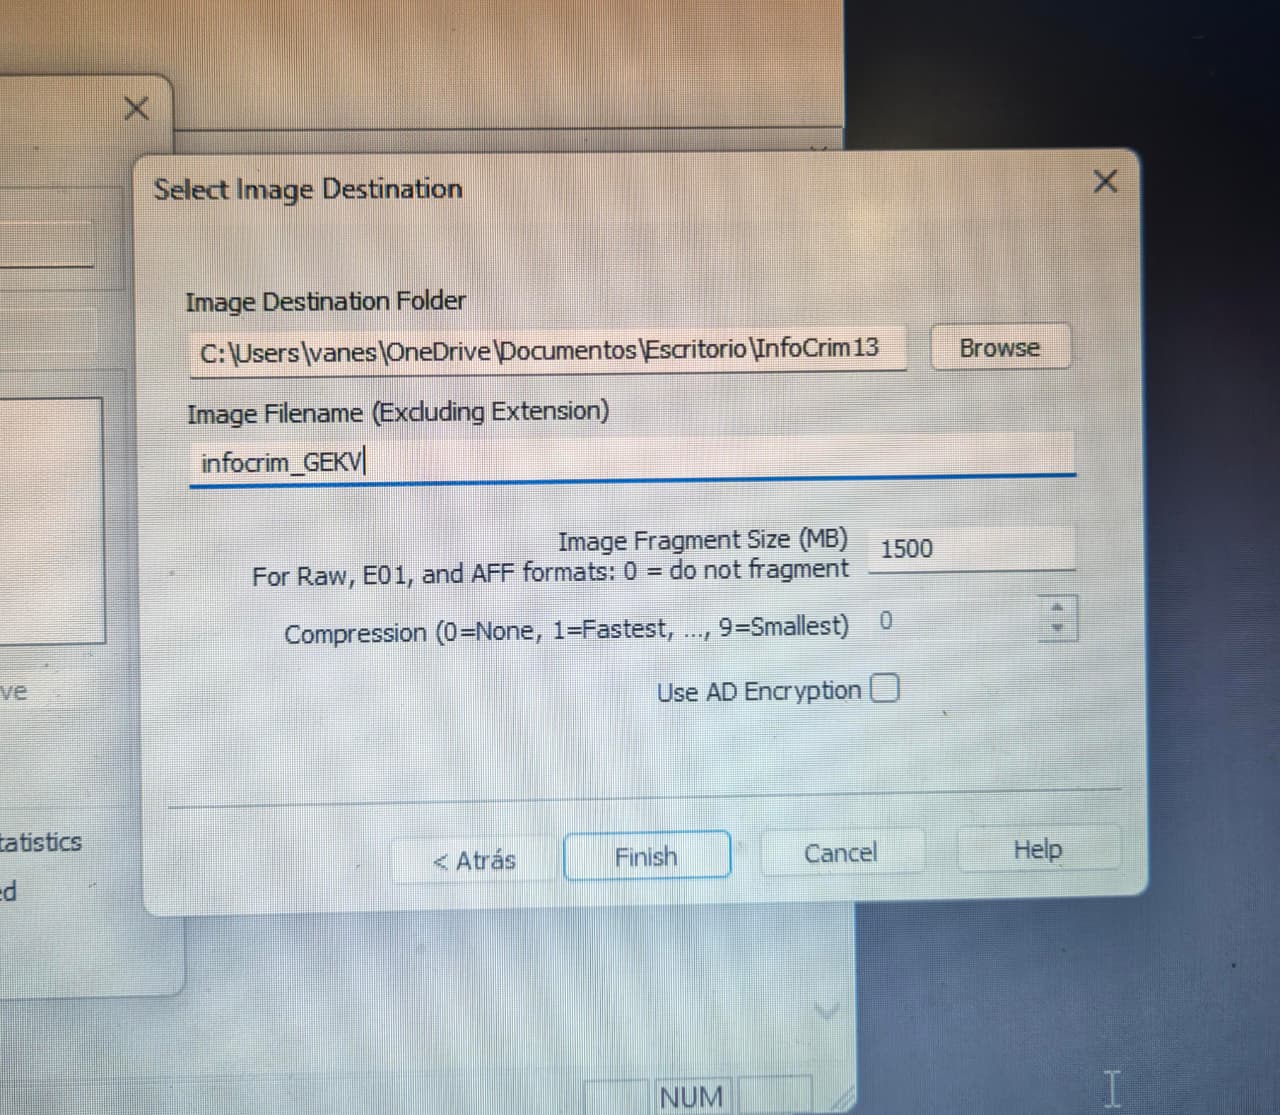 Select Image Destination
Image Destination Folder
C:\Users\vanes\OneDrive\Documentos\Escritorio\InfoCrim13
Browse
Image Filename (Excluding Extension)
infocrim_GEKV
Image Fragment Size (MB)
1500
For Raw, E01, and AFF formats: 0 = do not fragment
Compression (0=None, 1=Fastest, ..., 9=Smallest)
0
Use AD Encryption
ve
tatistics
ed
< Atrás
Finish
Cancel
Help
NUM